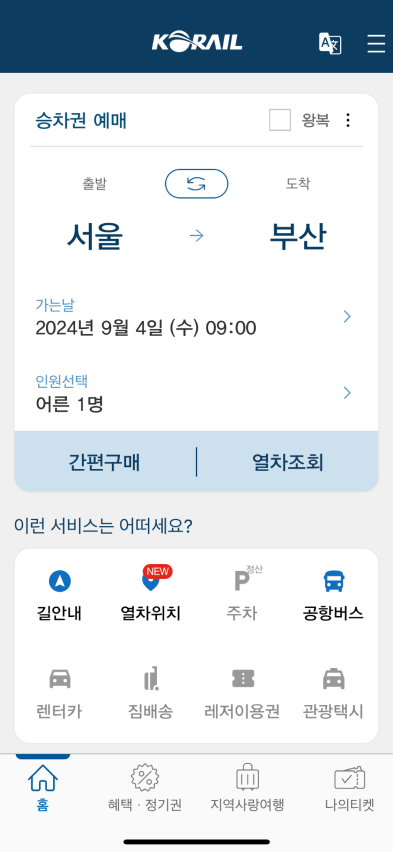 KORAIL
A文
승차권 예매 왕복
출발 도착
서울 → 부산
가는날
2024년 9월 4일 (수) 09:00
인원선택
어른 1명
간편구매 열차조회
이런 서비스는 어떠세요?
NEW P 정산
길안내 열차위치 주차 공항버스
렌터카 짐배송 레저이용권 관광택시
홈 혜택 · 정기권 지역사랑여행 나의티켓